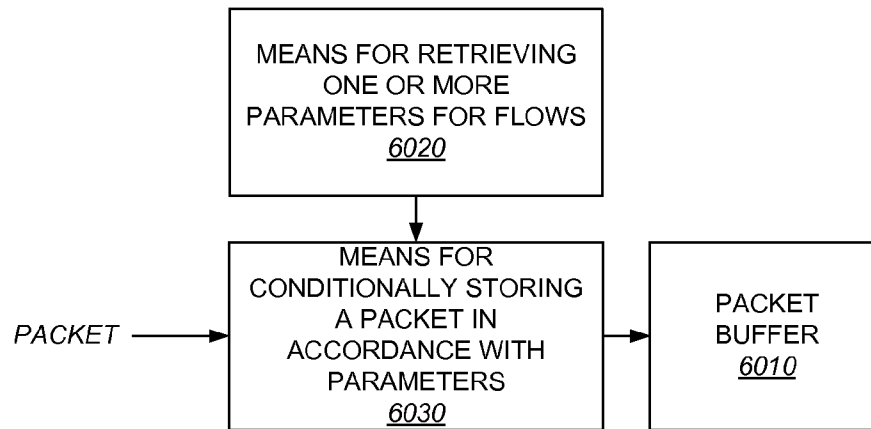 MEANS FOR RETRIEVING
ONE OR MORE
PARAMETERS FOR FLOWS
6020
PACKET
MEANS FOR
CONDITIONALLY STORING
A PACKET IN
ACCORDANCE WITH
PARAMETERS
6030
PACKET
BUFFER
6010